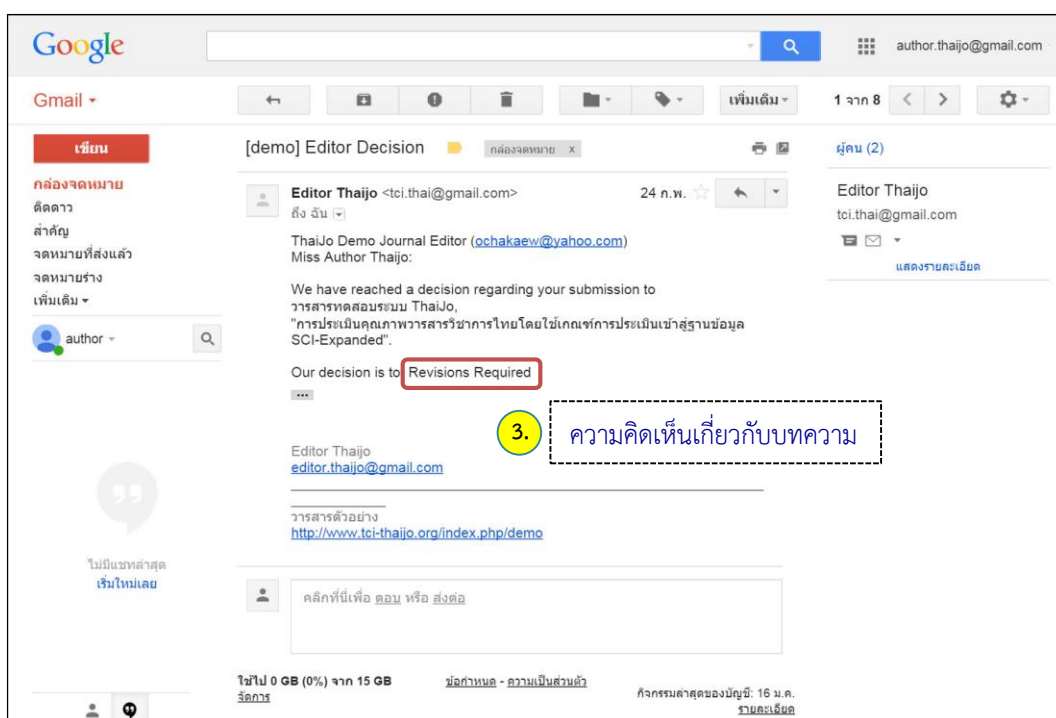 Google
author.thaijo@gmail.com
Gmail
เพิ่มเติม
1 จาก 8
เขียน
[demo] Editor Decision
กล่องจดหมาย x
ผู้คน (2)
กล่องจดหมาย
ติดดาว
สำคัญ
จดหมายที่ส่งแล้ว
จดหมายร่าง
เพิ่มเติม
author
Editor Thaijo <tci.thai@gmail.com>
24 ก.พ.
ถึง ฉัน
Editor Thaijo
tci.thai@gmail.com
แสดงรายละเอียด
ThaiJo Demo Journal Editor (ochakaew@yahoo.com)
Miss Author Thaijo:
We have reached a decision regarding your submission to
วารสารทดสอบระบบ ThaiJo,
"การประเมินคุณภาพวารสารวิชาการไทยโดยใช้เกณฑ์การประเมินเข้าสู่ฐานข้อมูล
SCI-Expanded".
Our decision is to Revisions Required
...
3.
ความคิดเห็นเกี่ยวกับบทความ
Editor Thaijo
editor.thaijo@gmail.com
วารสารตัวอย่าง
http://www.tci-thaijo.org/index.php/demo
ไม่มีแชทล่าสุด
เริ่มใหม่เลย
คลิกที่นี่เพื่อ ตอบ หรือ ส่งต่อ
ใช้ไป 0 GB (0%) จาก 15 GB
จัดการ
ข้อกำหนด - ความเป็นส่วนตัว
กิจกรรมล่าสุดของบัญชี: 16 ม.ค.
รายละเอียด